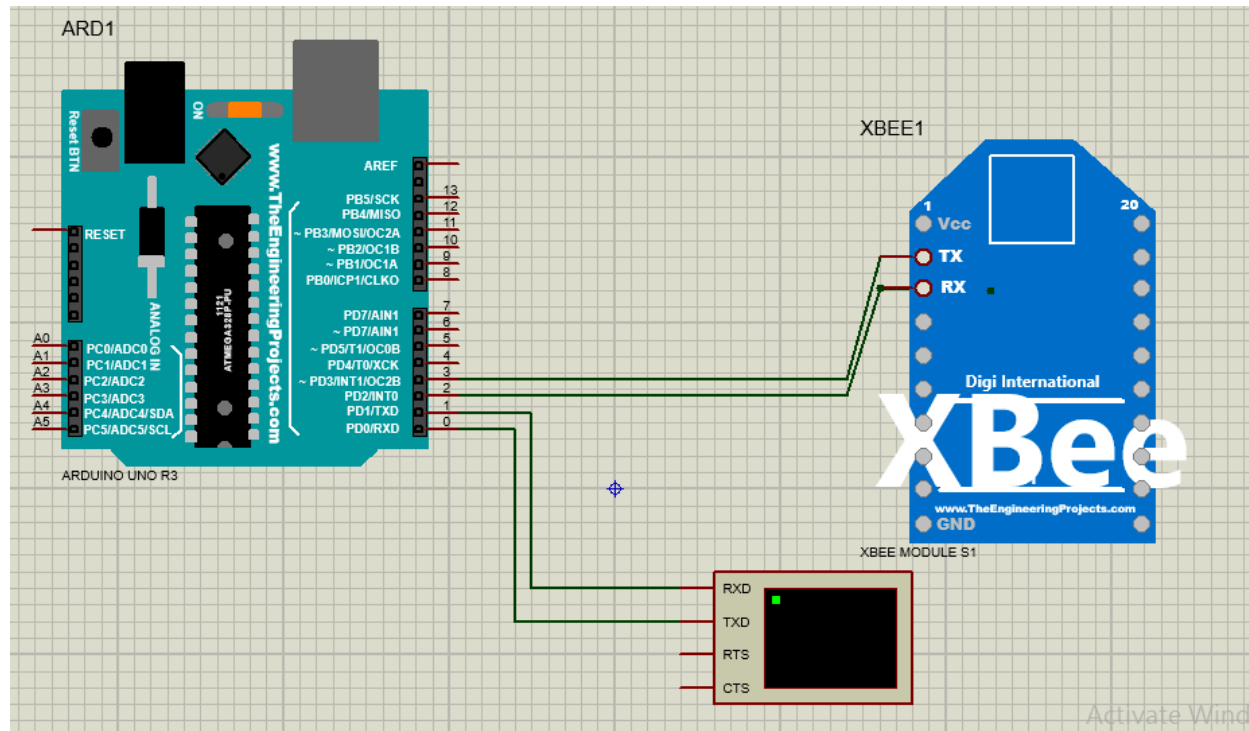 ARD1
ON
Reset BTN
www.TheEngineeringProjects.com
AREF
PB5/SCK 13
PB4/MISO 12
~ PB3/MOSI/OC2A 11
~ PB2/OC1B 10
~ PB1/OC1A 9
PB0/ICP1/CLKO 8
RESET
1121
ATMEGA328P-PU
ANALOG IN
PD7/AIN1 7
~ PD7/AIN1 6
~ PD5/T1/OC0B 5
PD4/T0/XCK 4
~ PD3/INT1/OC2B 3
PD2/INT0 2
PD1/TXD 1
PD0/RXD 0
A0 PC0/ADC0
A1 PC1/ADC1
A2 PC2/ADC2
A3 PC3/ADC3
A4 PC4/ADC4/SDA
A5 PC5/ADC5/SCL
ARDUINO UNO R3
XBEE1
1 20
Vcc
TX
RX
Digi International
XBee
www.TheEngineeringProjects.com
GND
XBEE MODULE S1
RXD
TXD
RTS
CTS
Activate Wind